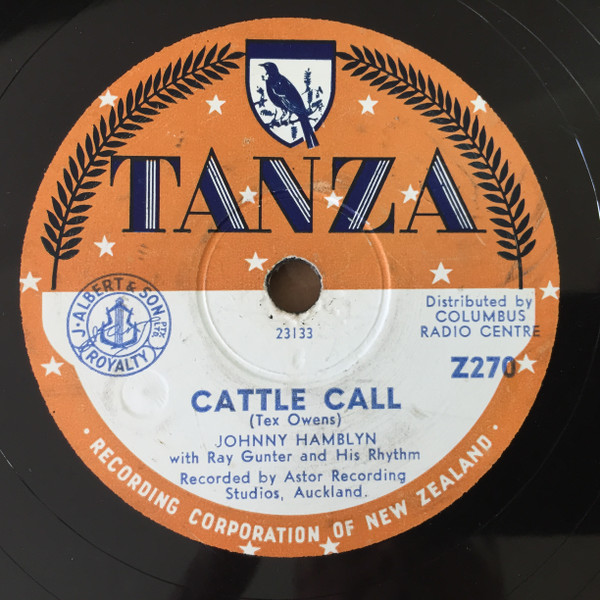 TANZA
J. ALBERT & SON PTY. LTD.
ROYALTY
Distributed by
COLUMBUS
RADIO CENTRE
23133
Z270
CATTLE CALL
(Tex Owens)
JOHNNY HAMBLYN
with Ray Gunter and His Rhythm
Recorded by Astor Recording
Studios, Auckland.
· RECORDING CORPORATION OF NEW ZEALAND ·